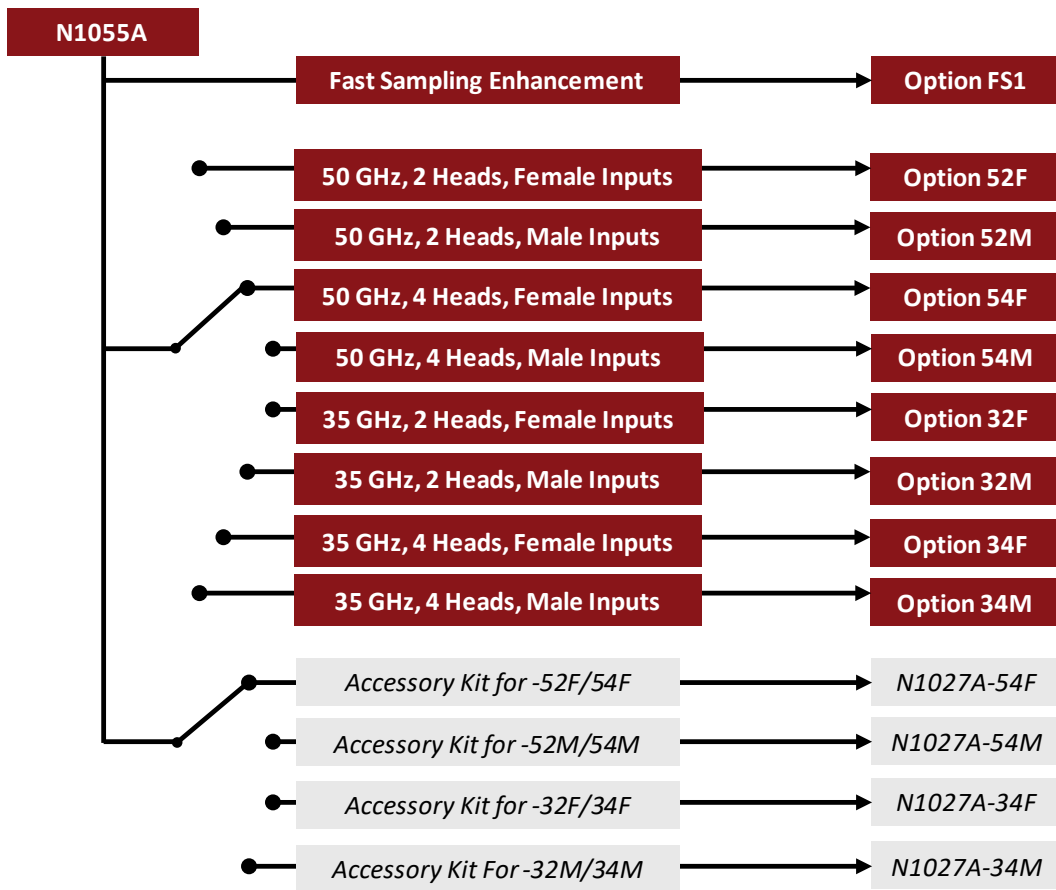 N1055A
Fast Sampling Enhancement Option FS1
50 GHz, 2 Heads, Female Inputs Option 52F
50 GHz, 2 Heads, Male Inputs Option 52M
50 GHz, 4 Heads, Female Inputs Option 54F
50 GHz, 4 Heads, Male Inputs Option 54M
35 GHz, 2 Heads, Female Inputs Option 32F
35 GHz, 2 Heads, Male Inputs Option 32M
35 GHz, 4 Heads, Female Inputs Option 34F
35 GHz, 4 Heads, Male Inputs Option 34M
Accessory Kit for -52F/54F N1027A-54F
Accessory Kit for -52M/54M N1027A-54M
Accessory Kit for -32F/34F N1027A-34F
Accessory Kit For -32M/34M N1027A-34M